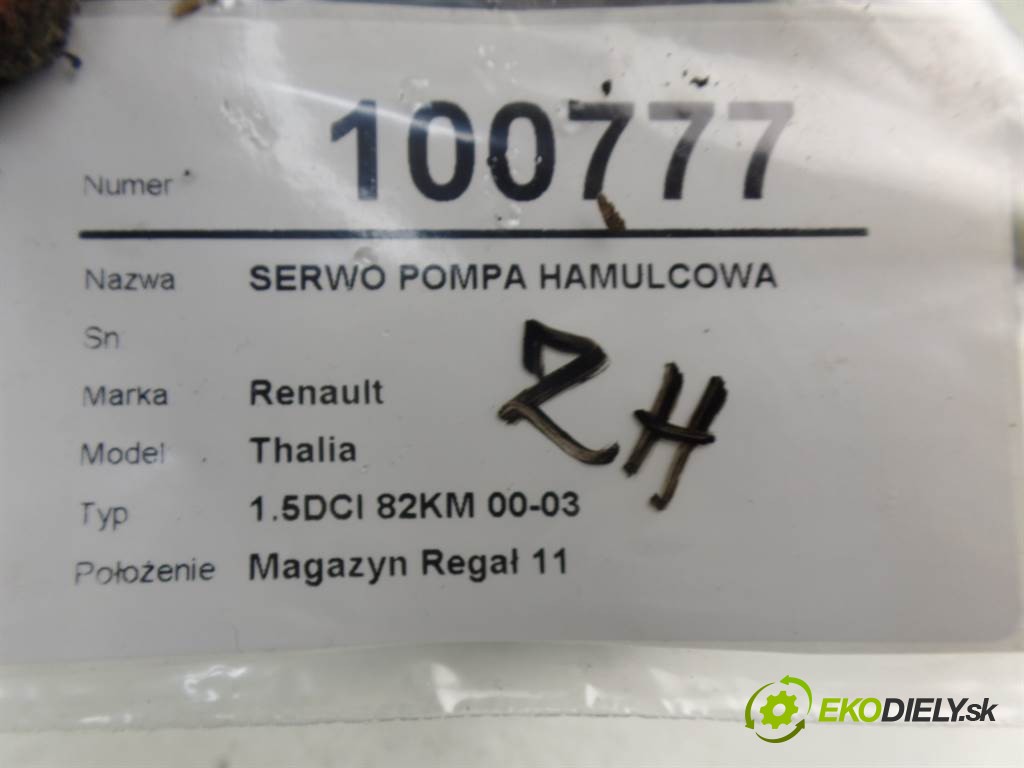 Numer 100777
Nazwa SERWO POMPA HAMULCOWA
Sn
Marka Renault
Model Thalia
Typ 1.5DCI 82KM 00-03
Położenie Magazyn Regał 11
ZH
EKODIELY.sk